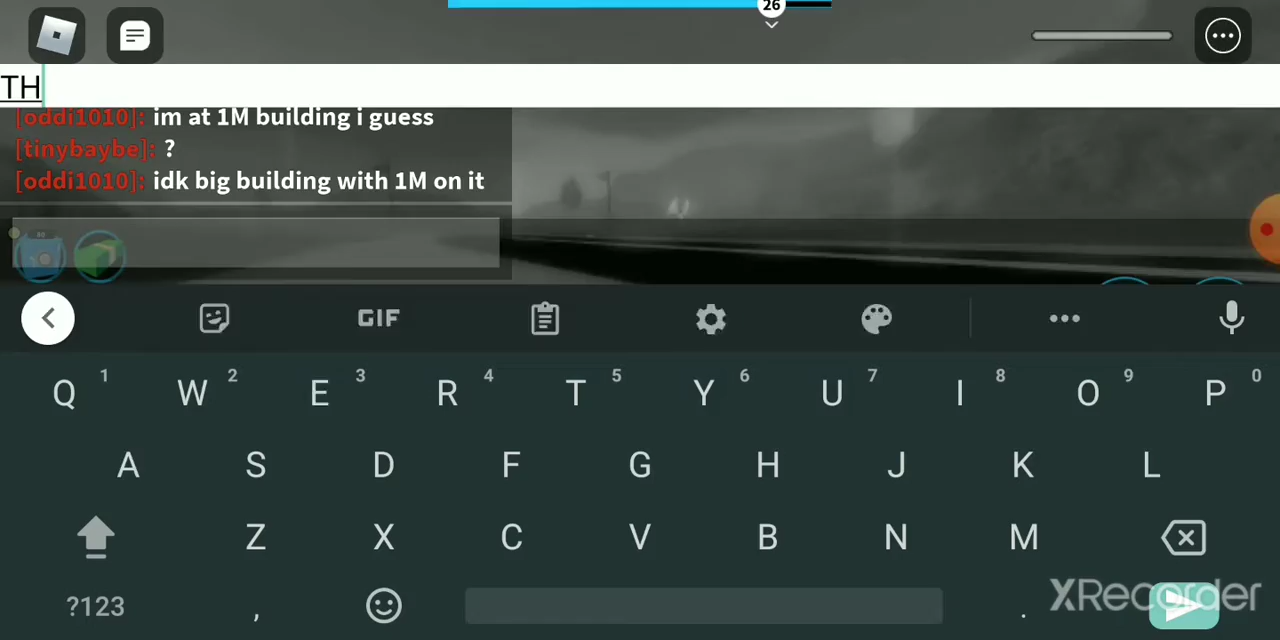 26
TH
[oddi1010]: im at 1M building i guess
[tinybaybe]: ?
[oddi1010]: idk big building with 1M on it
GIF
Q 1 W 2 E 3 R 4 T 5 Y 6 U 7 I 8 O 9 P 0
A S D F G H J K L
Z X C V B N M
?123 , .
XRecorder